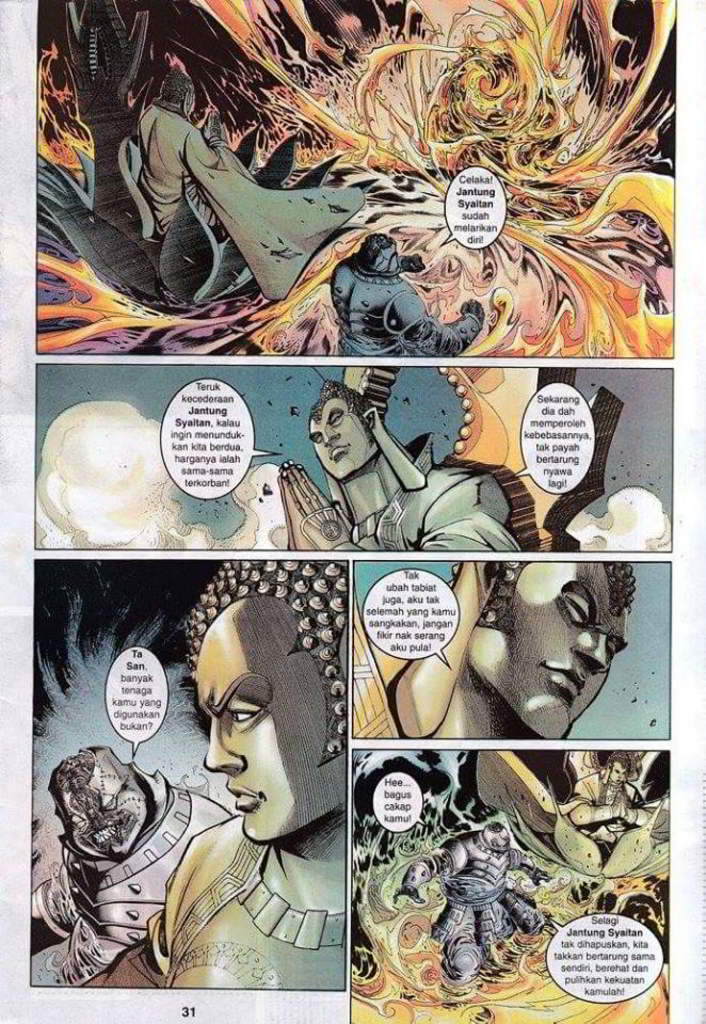 Celaka!
Jantung
Syaitan
sudah
melarikan
diri!
Teruk
kecederaan
Jantung
Syaitan, kalau
ingin menunduk-
kan kita berdua,
harganya ialah
sama-sama
terkorban!
Sekarang
dia dah
memperoleh
kebebasannya,
tak payah
bertarung
nyawa
lagi!
Ta
San,
banyak
tenaga
kamu yang
digunakan
bukan?
Tak
ubah tabiat
juga, aku tak
selemah yang kamu
sangkakan, jangan
fikir nak serang
aku pula!
Hee...
bagus
cakap
kamu!
Selagi
Jantung Syaitan
tak dihapuskan, kita
takkan bertarung sama
sendiri, berehat dan
pulihkan kekuatan
kamulah!
31